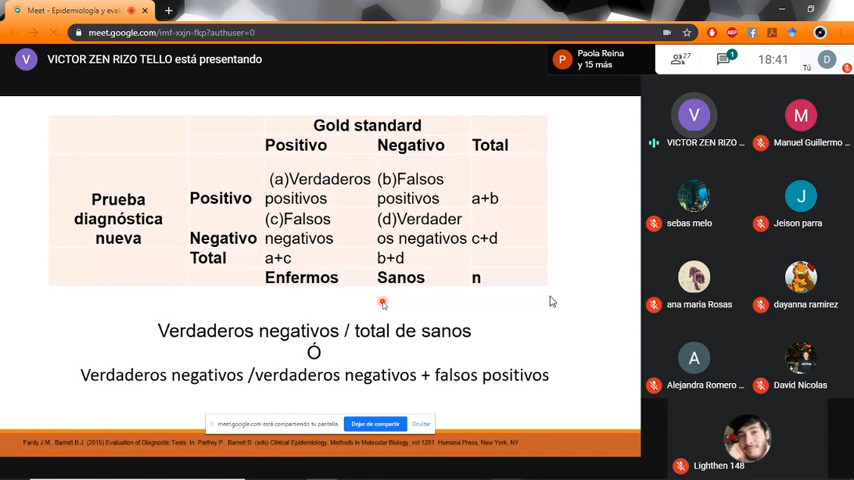 Meet - Epidemiología y eval
meet.google.com/imf-xxjn-fkp?authuser=0
ABP
V VICTOR ZEN RIZO TELLO está presentando
P Paola Reina
y 15 más
27
1
18:41
Tú
D
Gold standard
Positivo Negativo Total
Prueba diagnóstica nueva
Positivo (a)Verdaderos positivos (b)Falsos positivos a+b
Negativo (c)Falsos negativos (d)Verdaderos negativos c+d
Total a+c b+d
Enfermos Sanos n
Verdaderos negativos / total de sanos
Ó
Verdaderos negativos /verdaderos negativos + falsos positivos
meet.google.com está compartiendo tu pantalla.
Dejar de compartir
Ocultar
Fardy J.M., Barrett B.J. (2015) Evaluation of Diagnostic Tests. In: Parfrey P., Barrett B. (eds) Clinical Epidemiology. Methods in Molecular Biology, vol 1281. Humana Press, New York, NY
V
VICTOR ZEN RIZO ...
M
Manuel Guillermo ...
sebas melo
J
Jeison parra
ana maria Rosas
dayanna ramirez
A
Alejandra Romero ...
David Nicolas
Lighthen 148